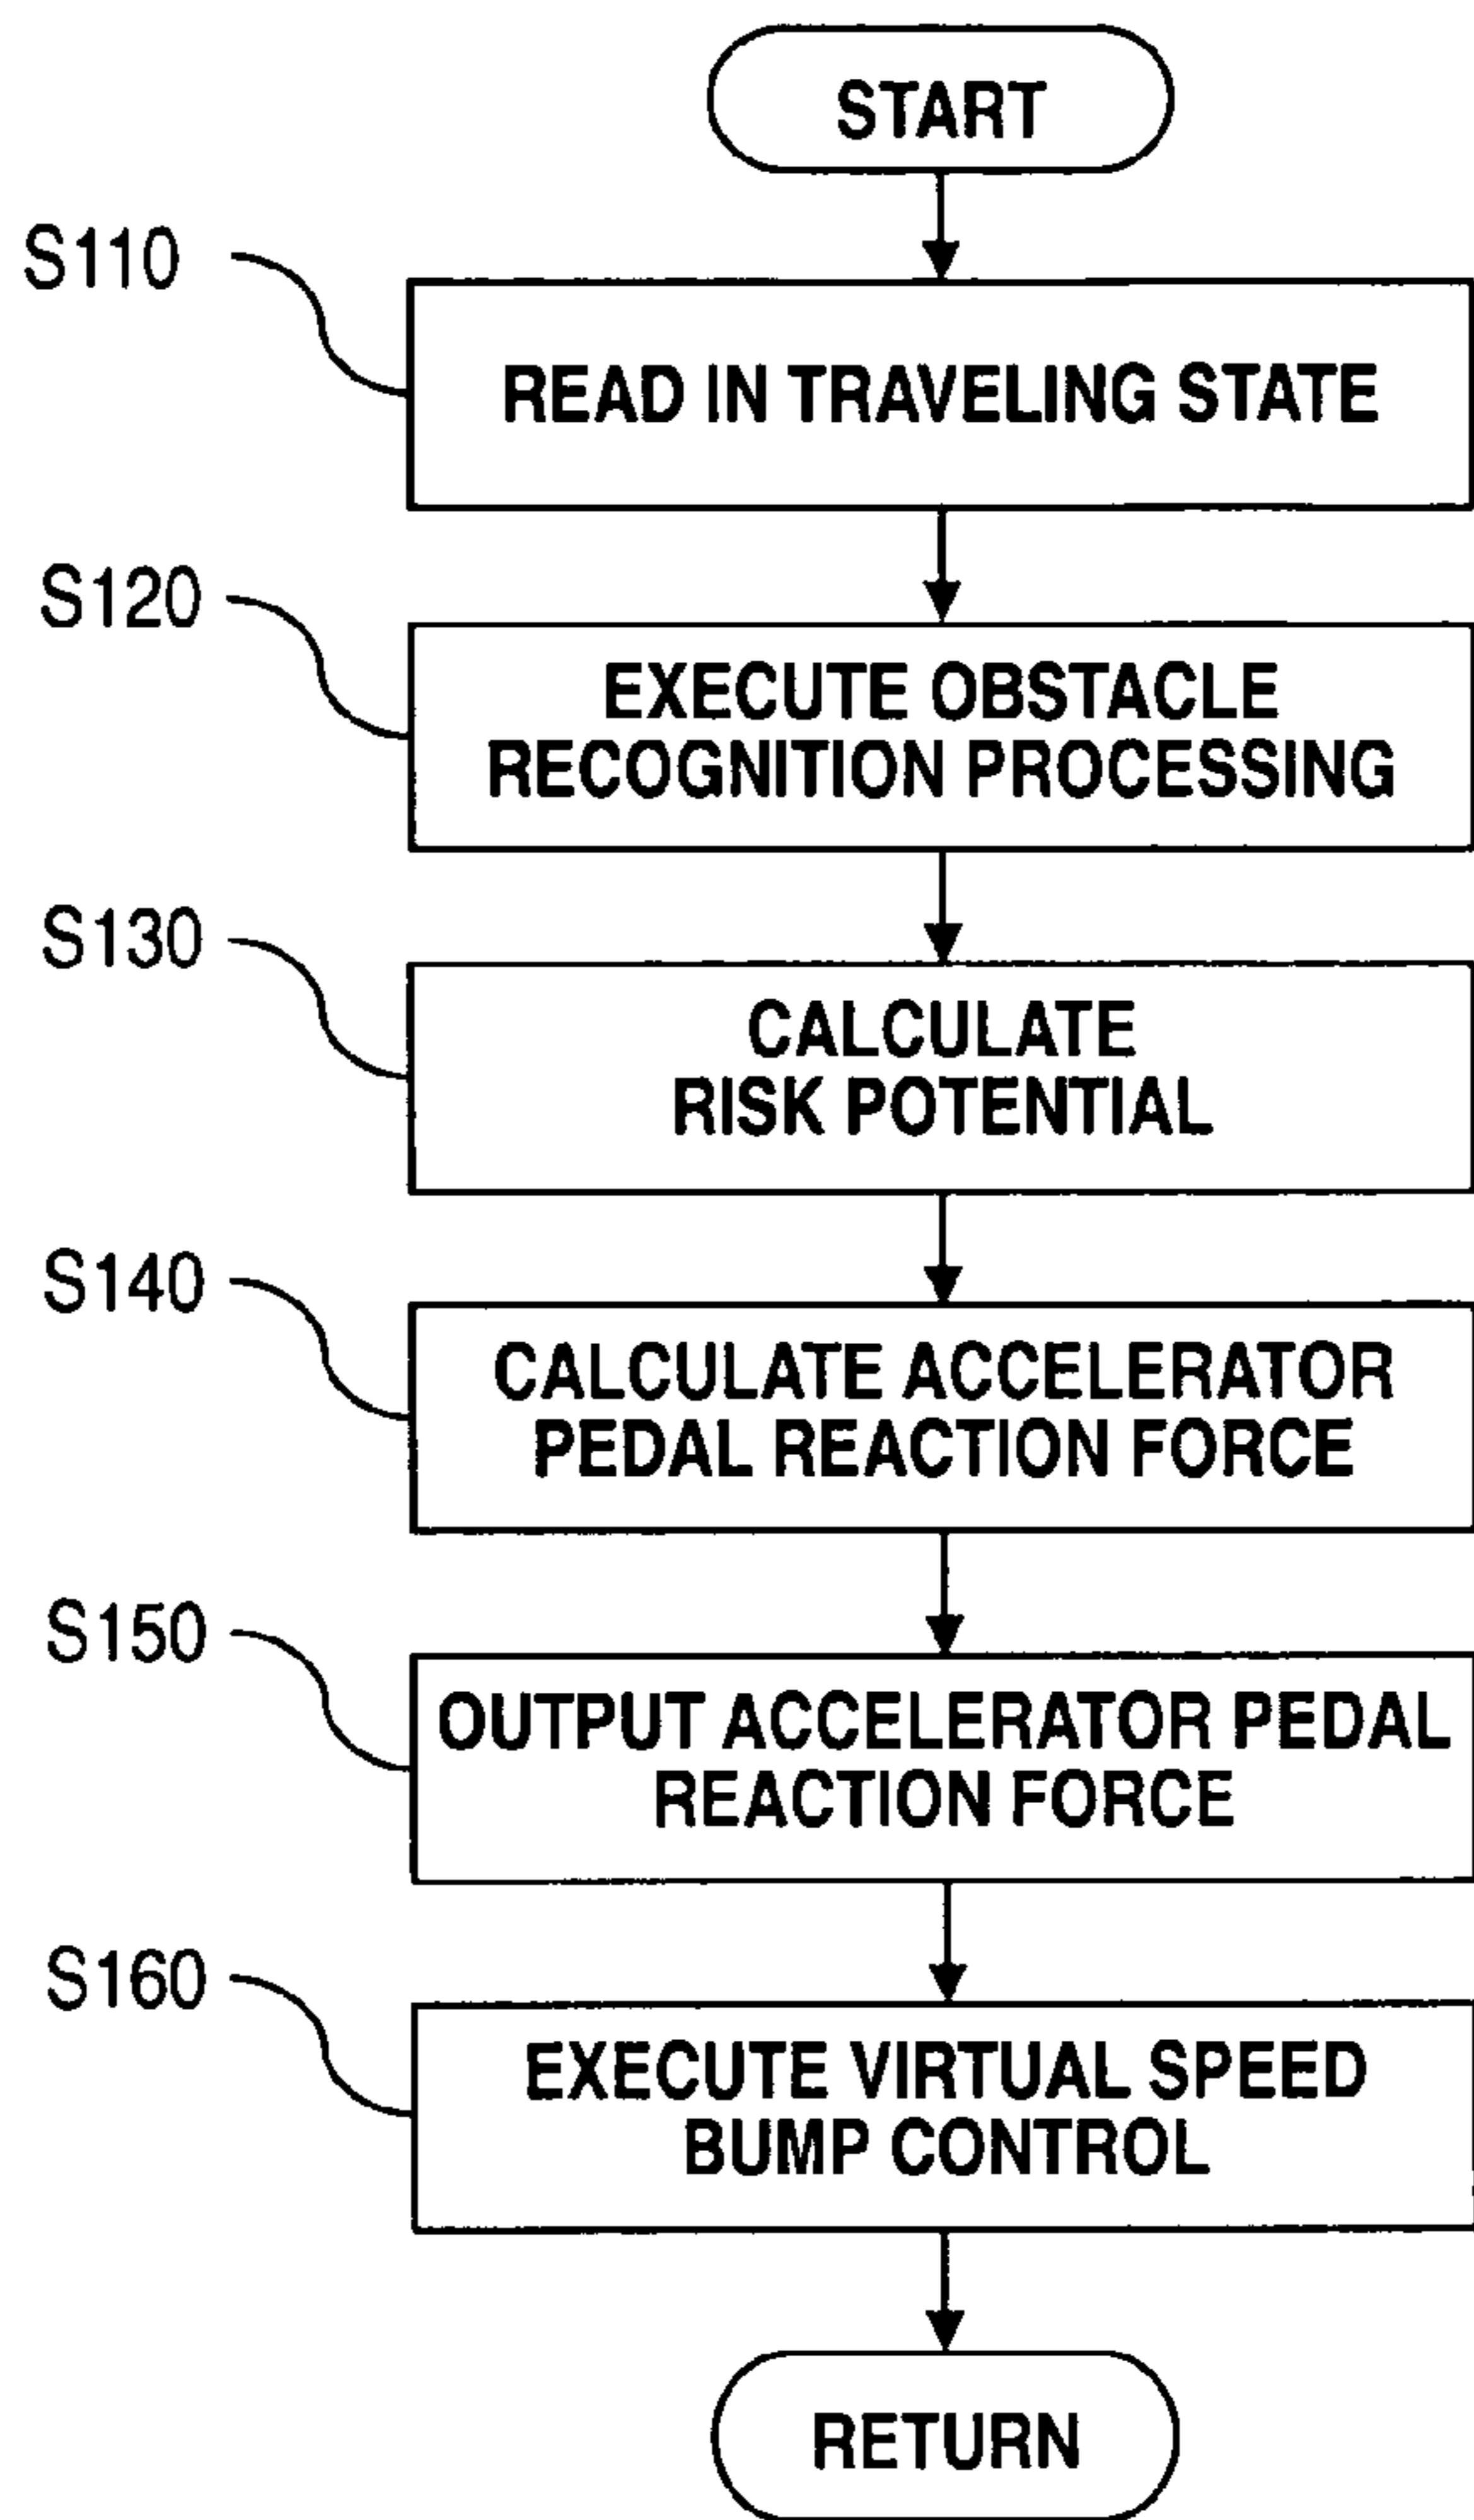 START
S110
READ IN TRAVELING STATE
S120
EXECUTE OBSTACLE
RECOGNITION PROCESSING
S130
CALCULATE
RISK POTENTIAL
S140
CALCULATE ACCELERATOR
PEDAL REACTION FORCE
S150
OUTPUT ACCELERATOR PEDAL
REACTION FORCE
S160
EXECUTE VIRTUAL SPEED
BUMP CONTROL
RETURN